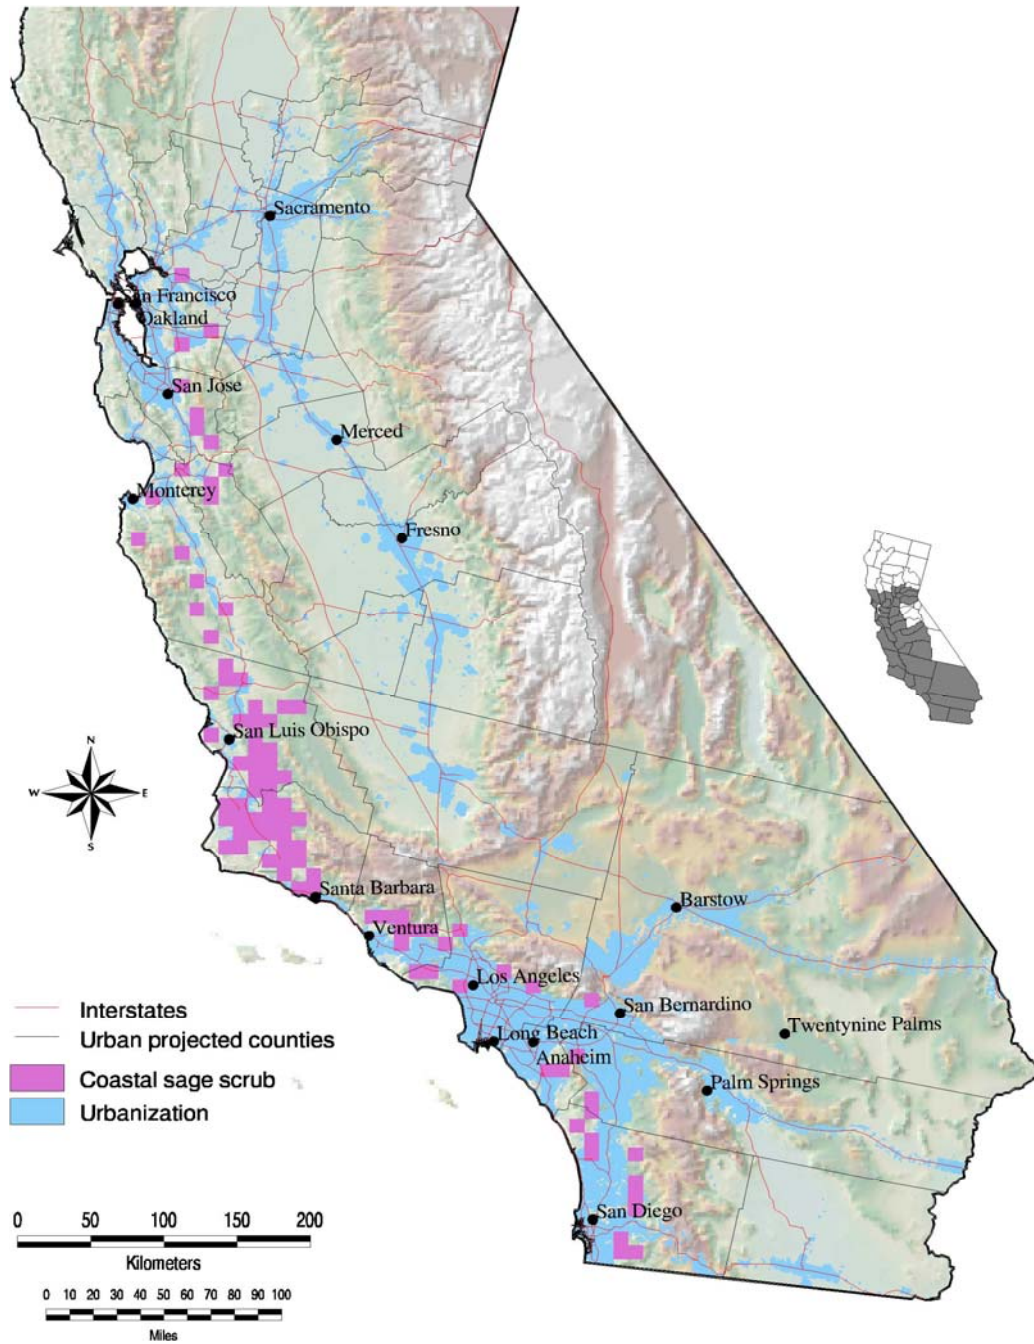 Sacramento
San Francisco
Oakland
San Jose
Merced
Monterey
Fresno
San Luis Obispo
N
W E
S
Santa Barbara
Barstow
Ventura
Los Angeles
San Bernardino
Interstates
Twentynine Palms
Urban projected counties
Long Beach
Anaheim
Coastal sage scrub
Palm Springs
Urbanization
San Diego
0 50 100 150 200
Kilometers
0 10 20 30 40 50 60 70 80 90 100
Miles